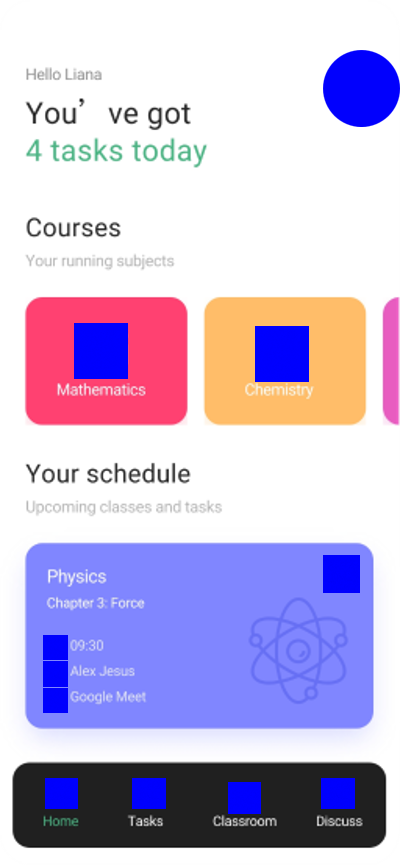 Hello Liana
You’ ve got
4 tasks today
Courses
Your running subjects
Mathematics
Chemistry
Your schedule
Upcoming classes and tasks
Physics
Chapter 3: Force
09:30
Alex Jesus
Google Meet
Home
Tasks
Classroom
Discuss